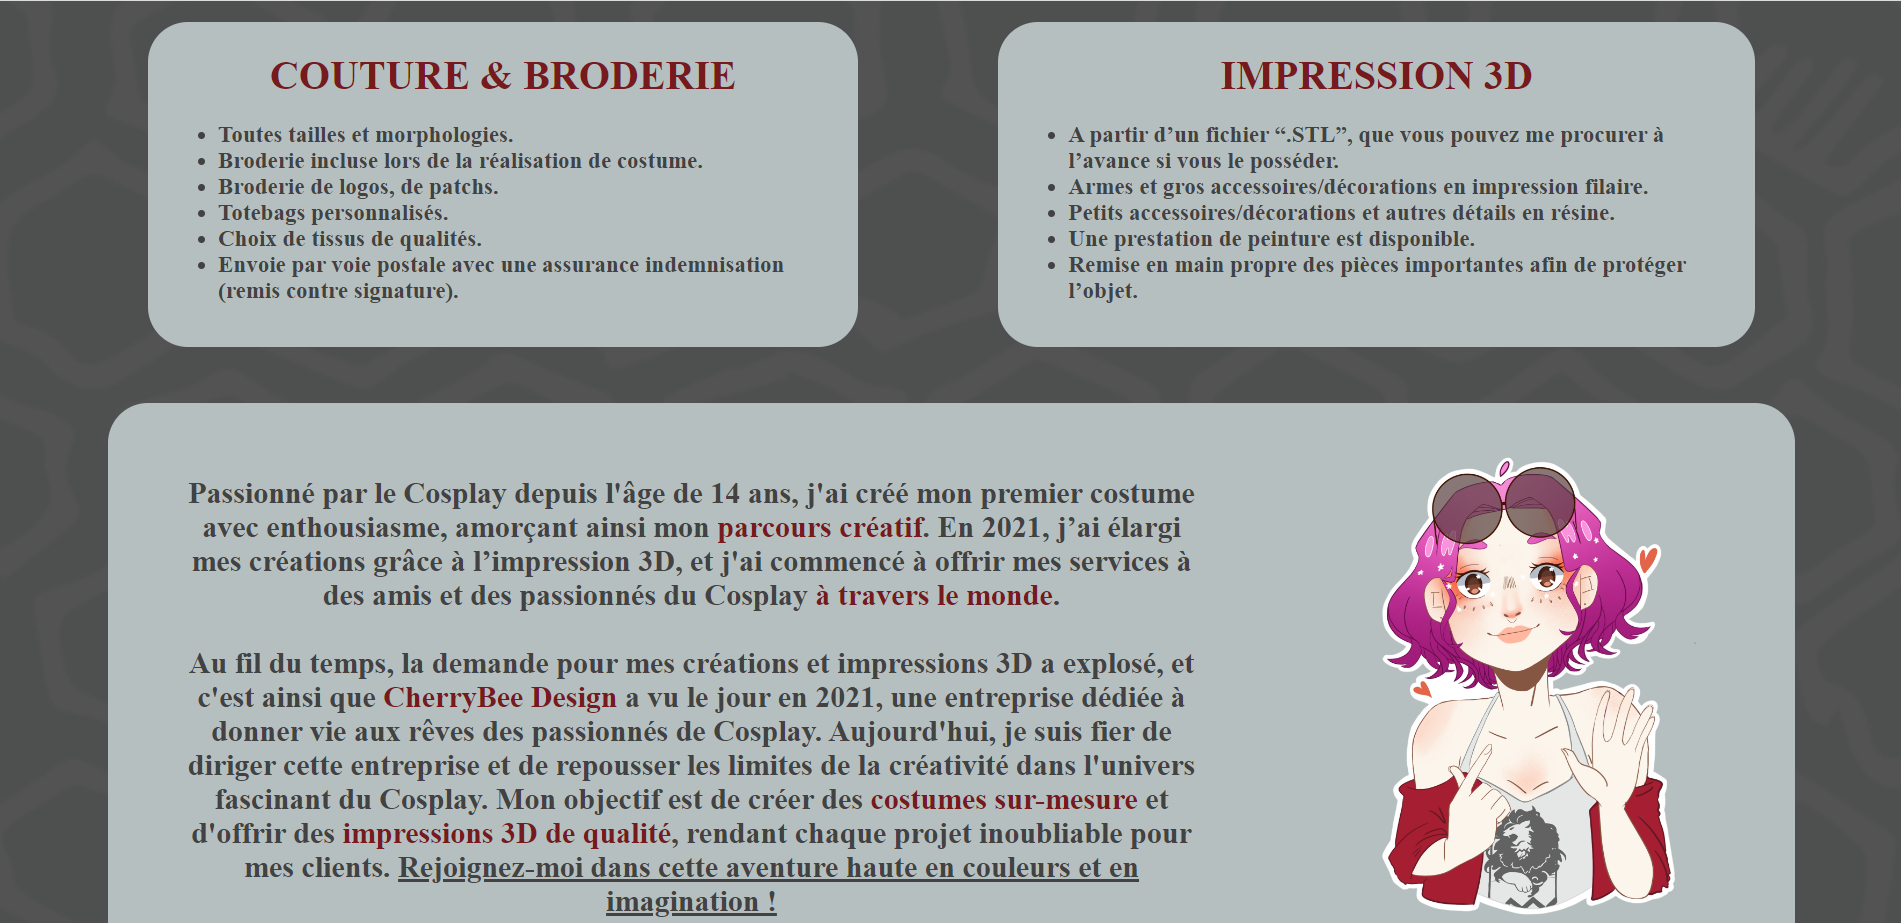 COUTURE & BRODERIE
Toutes tailles et morphologies.
Broderie incluse lors de la réalisation de costume.
Broderie de logos, de patchs.
Totebags personnalisés.
Choix de tissus de qualités.
Envoie par voie postale avec une assurance indemnisation
(remis contre signature).
IMPRESSION 3D
A partir d’un fichier “.STL”, que vous pouvez me procurer à
l’avance si vous le posséder.
Armes et gros accessoires/décorations en impression filaire.
Petits accessoires/décorations et autres détails en résine.
Une prestation de peinture est disponible.
Remise en main propre des pièces importantes afin de protéger
l’objet.
Passionné par le Cosplay depuis l'âge de 14 ans, j'ai créé mon premier costume
avec enthousiasme, amorçant ainsi mon parcours créatif. En 2021, j’ai élargi
mes créations grâce à l’impression 3D, et j'ai commencé à offrir mes services à
des amis et des passionnés du Cosplay à travers le monde.
Au fil du temps, la demande pour mes créations et impressions 3D a explosé, et
c'est ainsi que CherryBee Design a vu le jour en 2021, une entreprise dédiée à
donner vie aux rêves des passionnés de Cosplay. Aujourd'hui, je suis fier de
diriger cette entreprise et de repousser les limites de la créativité dans l'univers
fascinant du Cosplay. Mon objectif est de créer des costumes sur-mesure et
d'offrir des impressions 3D de qualité, rendant chaque projet inoubliable pour
mes clients. Rejoignez-moi dans cette aventure haute en couleurs et en
imagination !